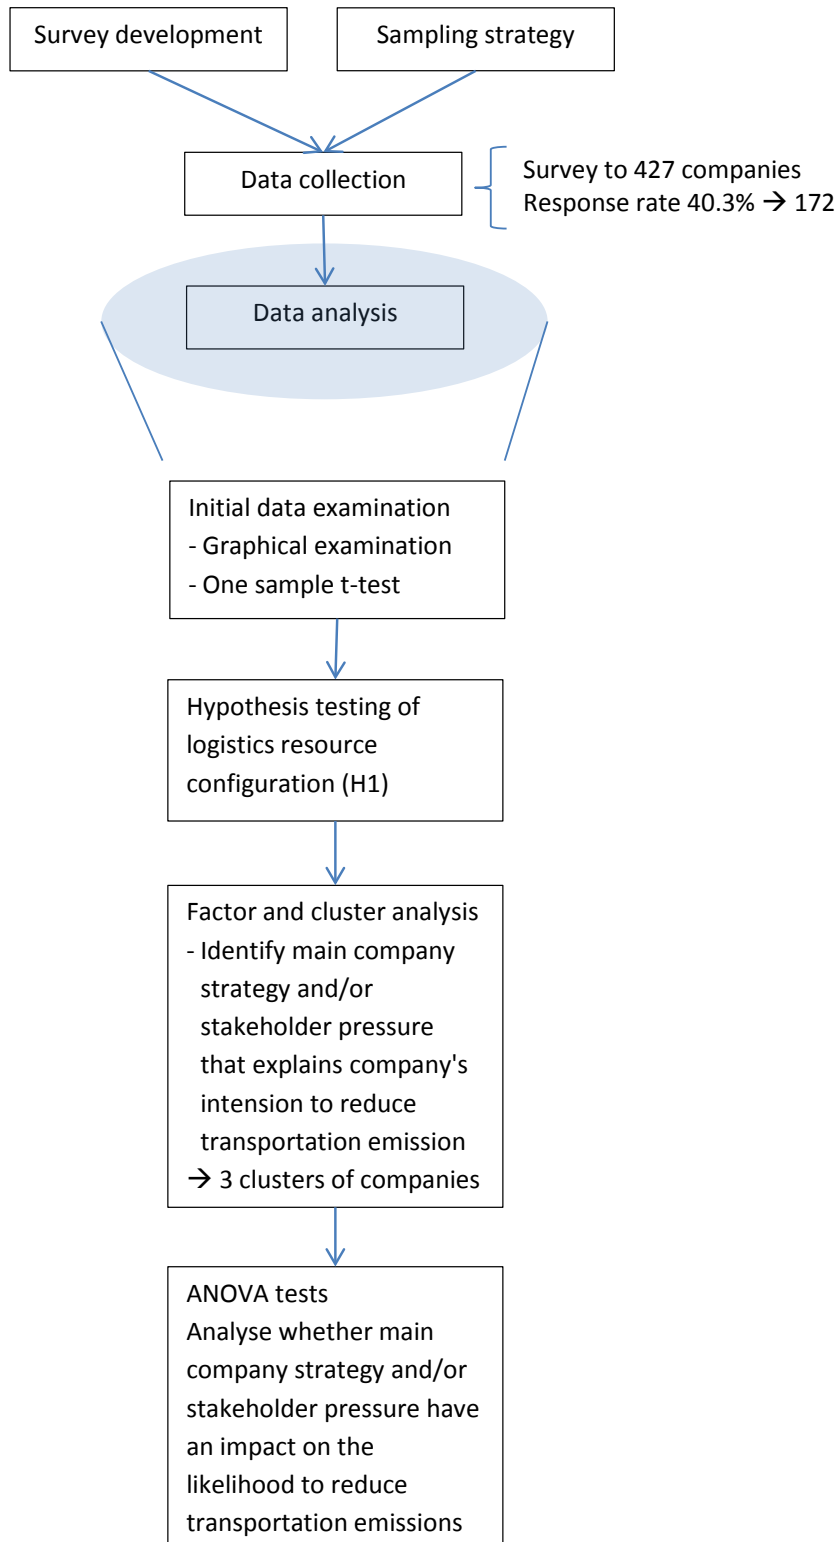 Survey development
Sampling strategy
Data collection
Survey to 427 companies
Response rate 40.3% → 172
Data analysis
Initial data examination
- Graphical examination
- One sample t-test
Hypothesis testing of
logistics resource
configuration (H1)
Factor and cluster analysis
- Identify main company
strategy and/or
stakeholder pressure
that explains company's
intension to reduce
transportation emission
→ 3 clusters of companies
ANOVA tests
Analyse whether main
company strategy and/or
stakeholder pressure have
an impact on the
likelihood to reduce
transportation emissions